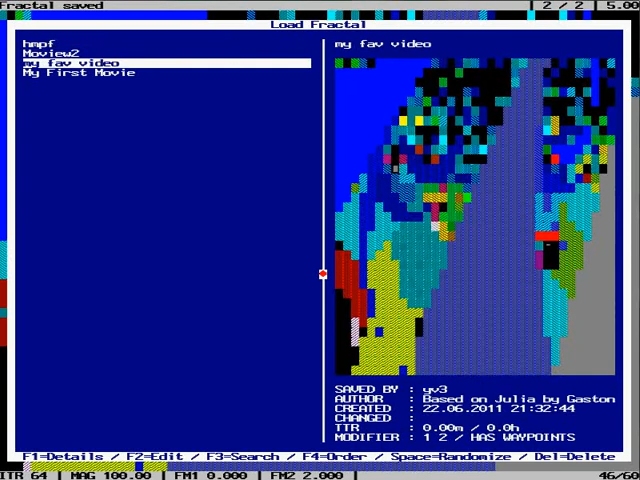 Fractal saved 2 / 2 5.00
Load Fractal
hmpf
Moview2
my fav video
My First Movie
my fav video
SAVED BY : yv3
AUTHOR : Based on Julia by Gaston
CREATED : 22.06.2011 21:32:44
CHANGED :
TTR : 0.00m / 0.0h
MODIFIER : 1 2 / HAS WAYPOINTS
F1=Details / F2=Edit / F3=Search / F4=Order / Space=Randomize / Del=Delete
ITR 64 MAG 100.00 FM1 0.000 FM2 2.000 46/60